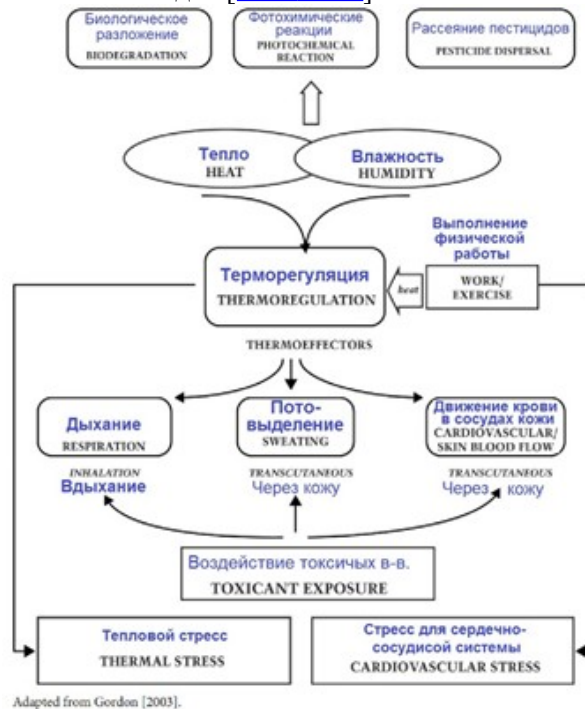 Биологическое
разложение
BIODEGRADATION
Фотохимические
реакции
PHOTOCHEMICAL
REACTION
Рассеяние пестицидов
PESTICIDE DISPERSAL
Тепло
HEAT
Влажность
HUMIDITY
Выполнение
физической
работы
Терморегуляция
THERMOREGULATION
heat
WORK/
EXERCISE
THERMOEFFECTORS
Дыхание
RESPIRATION
Пото-
выделение
SWEATING
Движение крови
в сосудах кожи
CARDIOVASCULAR/
SKIN BLOOD FLOW
INHALATION
Вдыхание
TRANSCUTANEOUS
Через кожу
TRANSCUTANEOUS
Через кожу
Воздействие токсичых в-в.
TOXICANT EXPOSURE
Тепловой стресс
THERMAL STRESS
Стресс для сердечно-
сосудисой системы
CARDIOVASCULAR STRESS
Adapted from Gordon [2003].